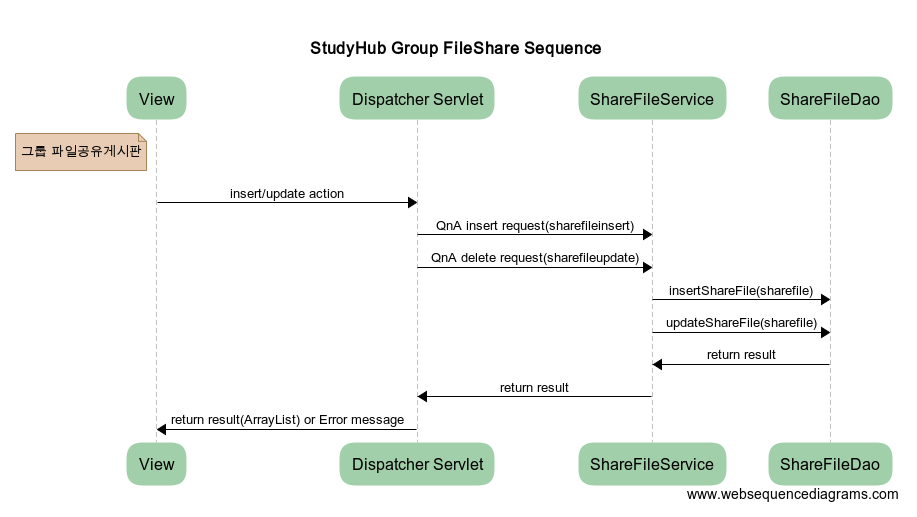 StudyHub Group FileShare Sequence
View
Dispatcher Servlet
ShareFileService
ShareFileDao
그룹 파일공유게시판
insert/update action
QnA insert request(sharefileinsert)
QnA delete request(sharefileupdate)
insertShareFile(sharefile)
updateShareFile(sharefile)
return result
return result
return result(ArrayList) or Error message
View
Dispatcher Servlet
ShareFileService
ShareFileDao
www.websequencediagrams.com